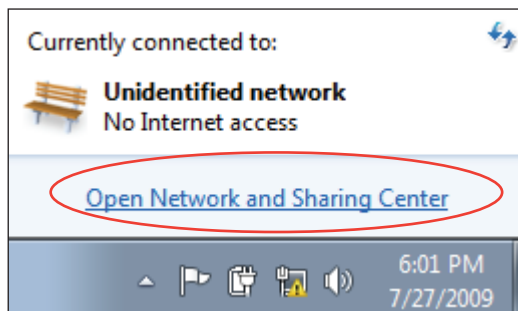 Currently connected to:
Unidentified network
No Internet access
Open Network and Sharing Center
6:01 PM
7/27/2009